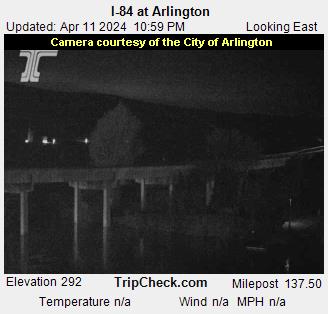 I-84 at Arlington
Updated: Apr 11 2024 10:59 PM Looking East
Camera courtesy of the City of Arlington
Elevation 292 TripCheck.com Milepost 137.50
Temperature n/a Wind n/a MPH n/a